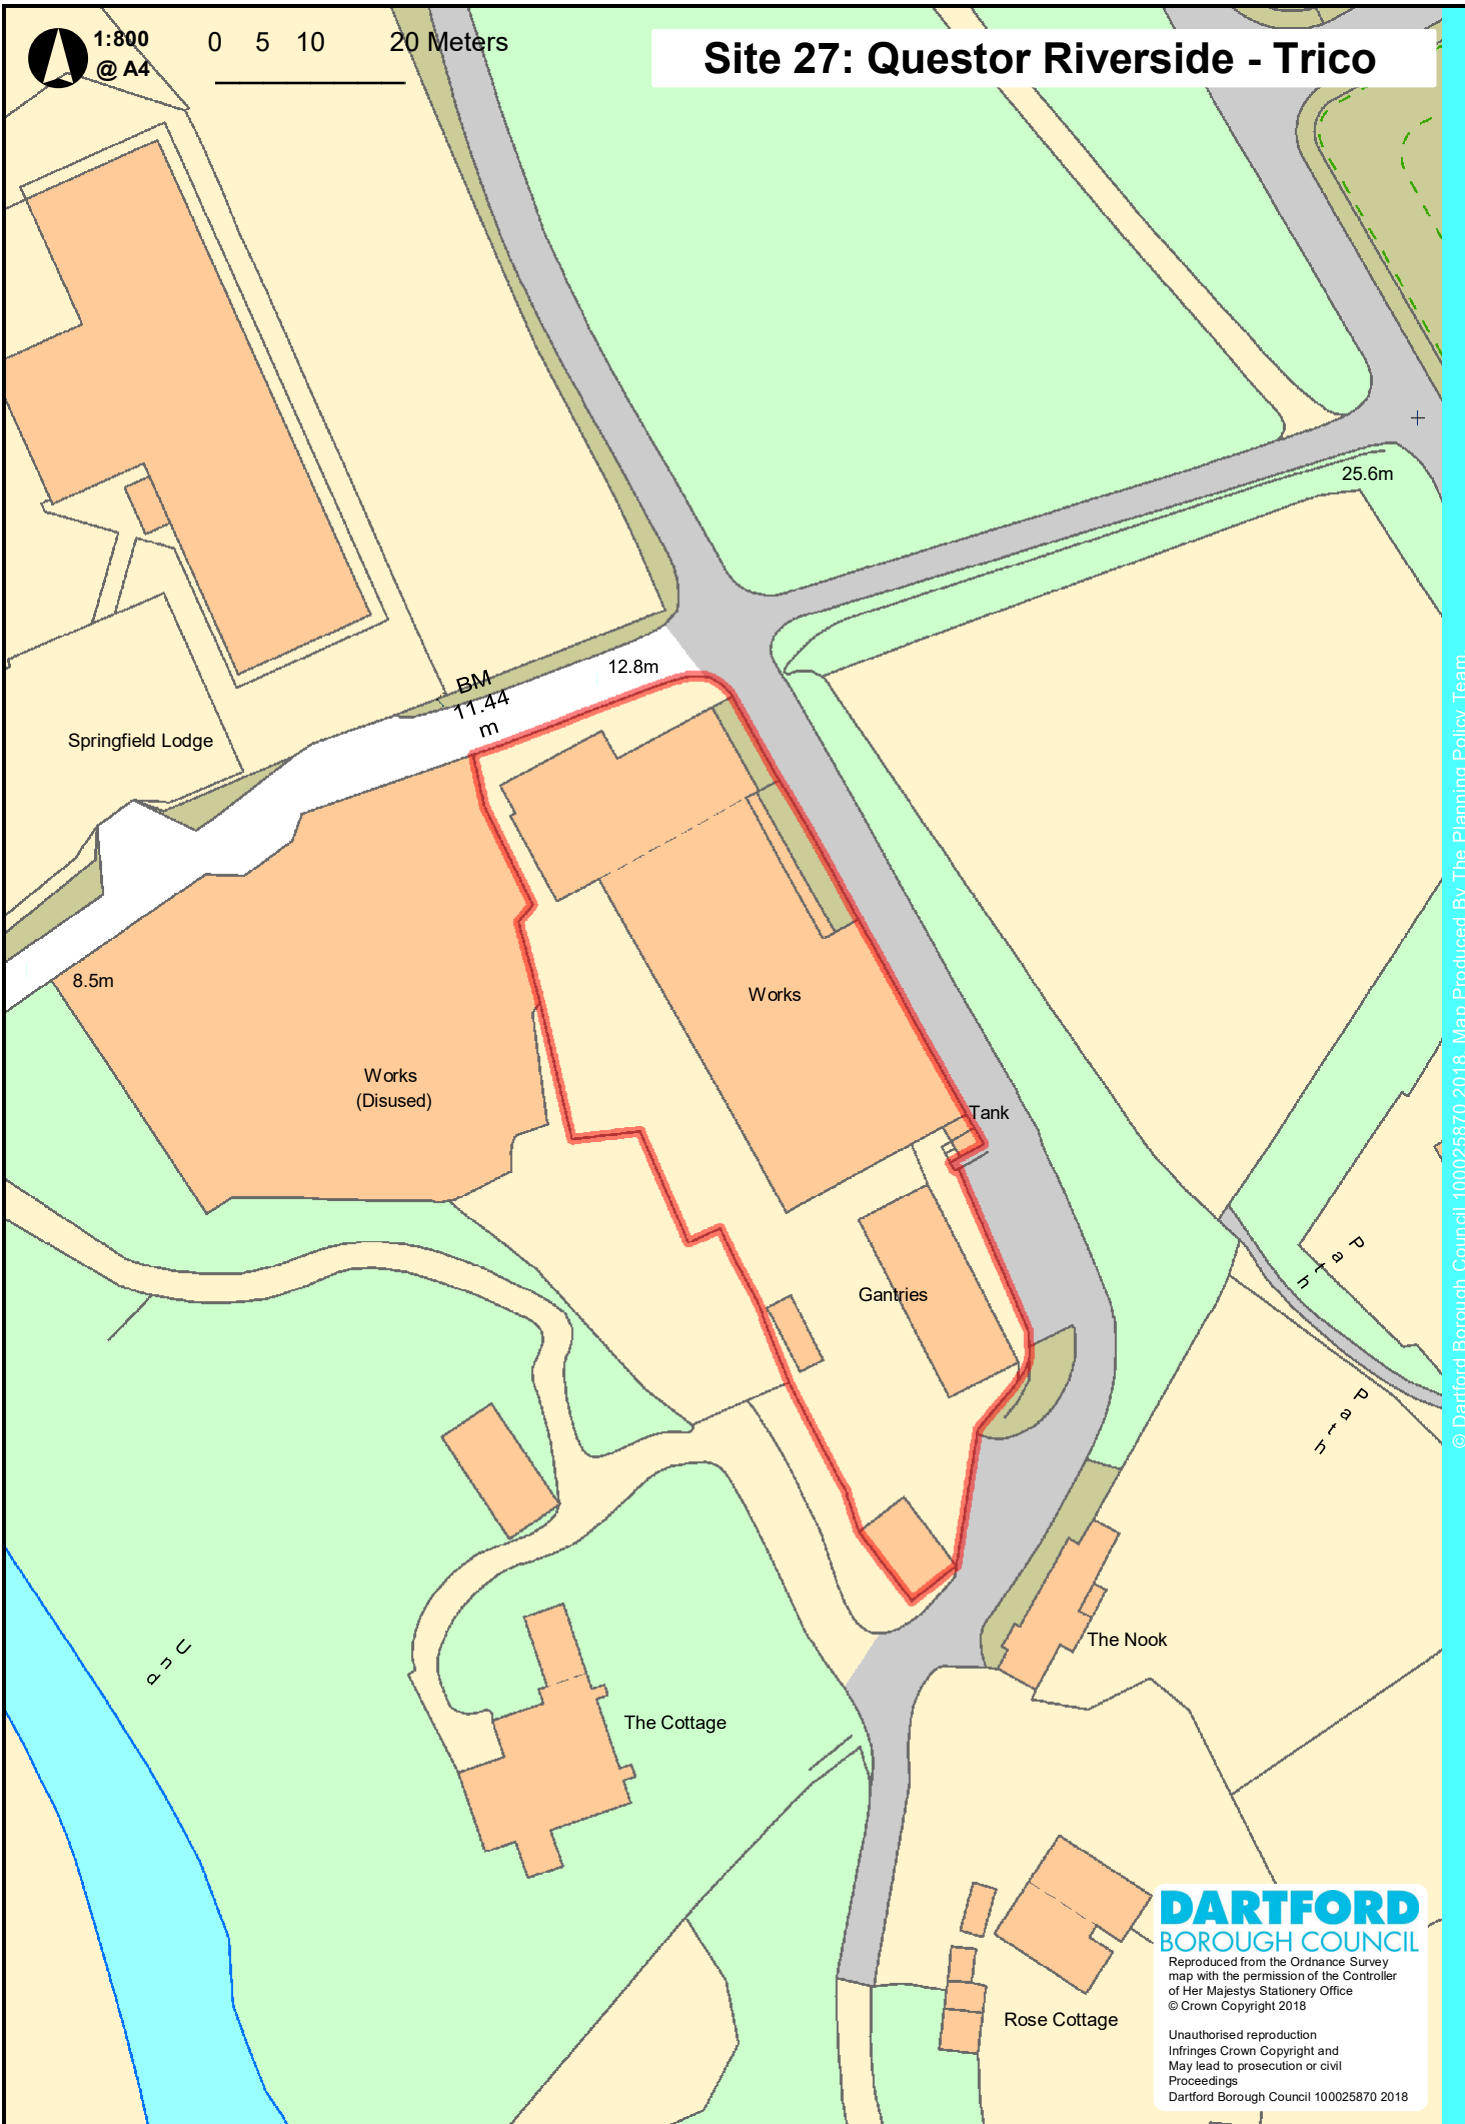 1:800
@ A4
0 5 10 20 Meters
Site 27: Questor Riverside - Trico
25.6m
12.8m
BM
11.44
m
Springfield Lodge
8.5m
Works
Works
(Disused)
Tank
Gantries
Path
Path
Und
The Nook
The Cottage
Rose Cottage
© Dartford Borough Council 100025870 2018. Map Produced By The Planning Policy Team
DARTFORD
BOROUGH COUNCIL
Reproduced from the Ordnance Survey
map with the permission of the Controller
of Her Majestys Stationery Office
© Crown Copyright 2018
Unauthorised reproduction
Infringes Crown Copyright and
May lead to prosecution or civil
Proceedings
Dartford Borough Council 100025870 2018